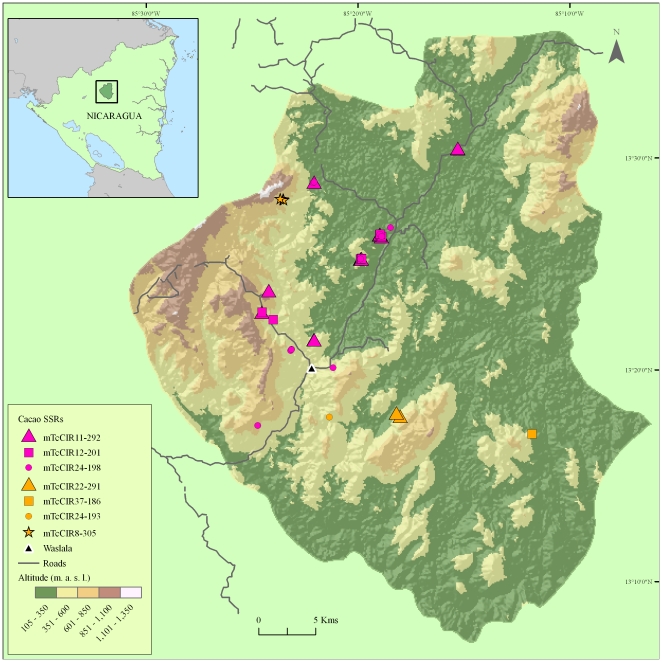 85°30'0"W
85°20'0"W
85°10'0"W
N
NICARAGUA
13°30'0"N
13°20'0"N
13°10'0"N
Cacao SSRs
mTcCIR11-292
mTcCIR12-201
mTcCIR24-198
mTcCIR22-291
mTcCIR37-186
mTcCIR24-193
mTcCIR8-305
Waslala
Roads
Altitude (m. a. s. l.)
105 - 350
351 - 600
601 - 850
851 - 1,100
1,101 - 1,350
0 5 Kms